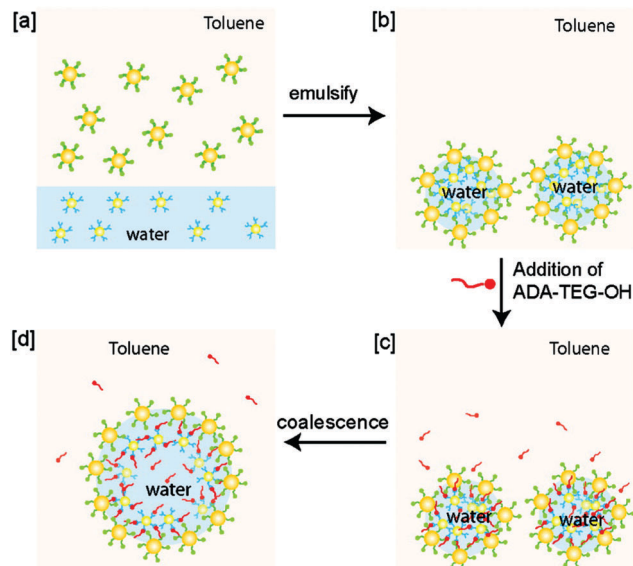 [a]
Toluene
water
emulsify
[b]
Toluene
water
water
Addition of
ADA-TEG-OH
[c]
Toluene
water
water
coalescence
[d]
Toluene
water